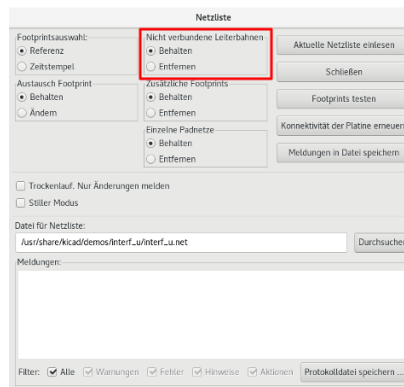 Netzliste
Footprintsauswahl:
Referenz
Zeitstempel
Nicht verbundene Leiterbahnen
Behalten
Entfernen
Aktuelle Netzliste einlesen
Schließen
Austausch Footprint
Behalten
Ändern
Zusätzliche Footprints
Behalten
Entfernen
Footprints testen
Konnektivität der Platine erneuern
Einzelne Padnetze
Behalten
Entfernen
Meldungen in Datei speichern
Trockenlauf. Nur Änderungen melden
Stiller Modus
Datei für Netzliste:
/usr/share/kicad/demos/interf_u/interf_u.net
Durchsuchen
Meldungen:
Filter: Alle Warnungen Fehler Hinweise Aktionen Protokolldatei speichern ...